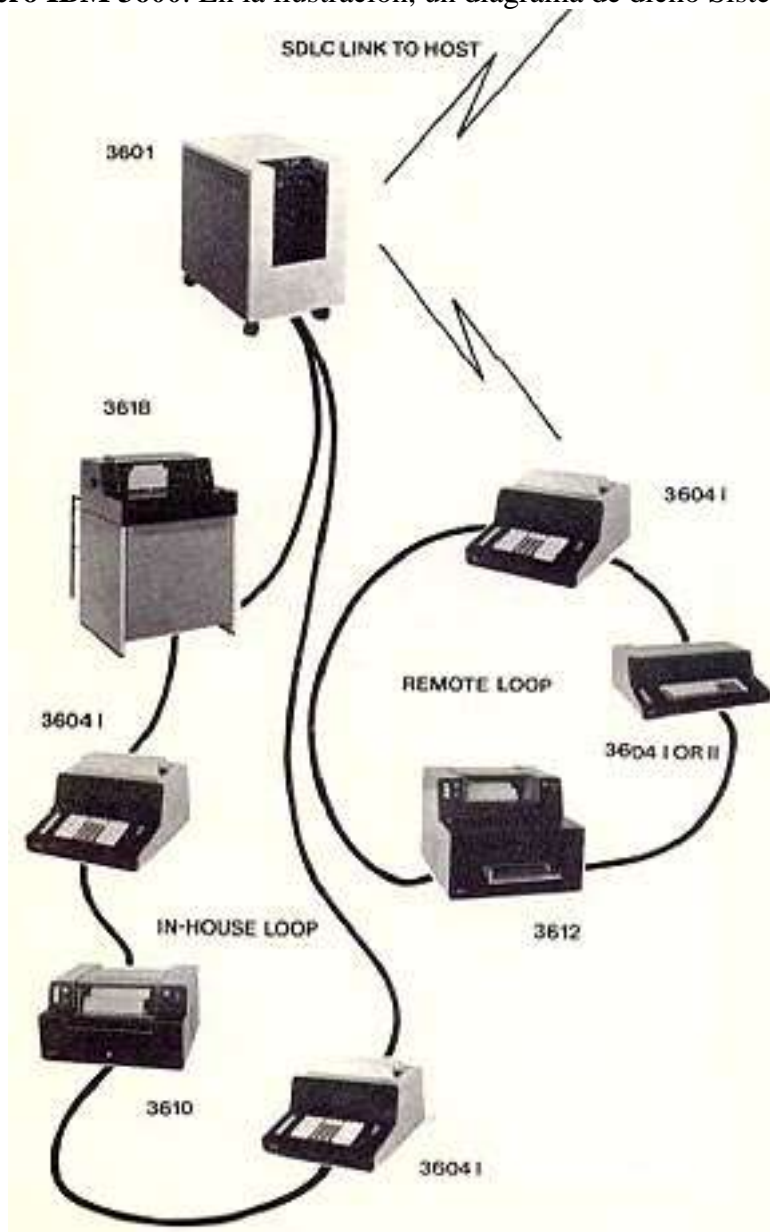 ero IBM 3600. En la ilustración, un diagrama de dicho Siste
SDLC LINK TO HOST
3601
3618
3604 I
3604 I
REMOTE LOOP
3604 I OR II
IN-HOUSE LOOP
3612
3610
3604 I